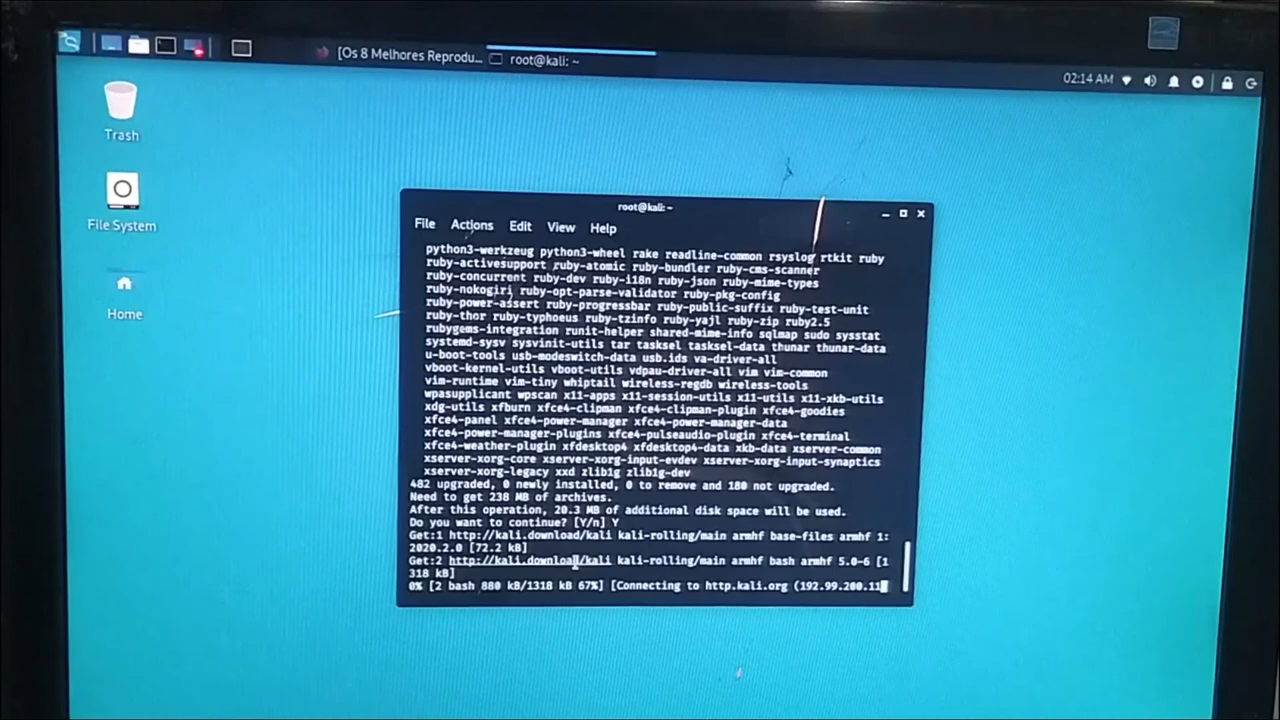 [Os 8 Melhores Reprodu...
root@kali: ~
02:14 AM
Trash
File System
Home
root@kali:~
File Actions Edit View Help
python3-werkzeug python3-wheel rake readline-common rsyslog rtkit ruby
ruby-activesupport ruby-atomic ruby-bundler ruby-cms-scanner
ruby-concurrent ruby-dev ruby-i18n ruby-json ruby-mime-types
ruby-nokogiri ruby-opt-parse-validator ruby-pkg-config
ruby-power-assert ruby-progressbar ruby-public-suffix ruby-test-unit
ruby-thor ruby-typhoeus ruby-tzinfo ruby-yajl ruby-zip ruby2.5
rubygems-integration runit-helper shared-mime-info sqlmap sudo sysstat
systemd-sysv sysvinit-utils tar tasksel tasksel-data thunar thunar-data
u-boot-tools usb-modeswitch-data usb.ids va-driver-all
vboot-kernel-utils vboot-utils vdpau-driver-all vim vim-common
vim-runtime vim-tiny whiptail wireless-regdb wireless-tools
wpasupplicant wpscan x11-apps x11-session-utils x11-utils x11-xkb-utils
xdg-utils xfburn xfce4-clipman xfce4-clipman-plugin xfce4-goodies
xfce4-panel xfce4-power-manager xfce4-power-manager-data
xfce4-power-manager-plugins xfce4-pulseaudio-plugin xfce4-terminal
xfce4-weather-plugin xfdesktop4 xfdesktop4-data xkb-data xserver-common
xserver-xorg-core xserver-xorg-input-evdev xserver-xorg-input-synaptics
xserver-xorg-legacy xxd zlib1g zlib1g-dev
482 upgraded, 0 newly installed, 0 to remove and 180 not upgraded.
Need to get 238 MB of archives.
After this operation, 20.3 MB of additional disk space will be used.
Do you want to continue? [Y/n] Y
Get:1 http://kali.download/kali kali-rolling/main armhf base-files armhf 1:
2020.2.0 [72.2 kB]
Get:2 http://kali.download/kali kali-rolling/main armhf bash armhf 5.0-6 [1
318 kB]
0% [2 bash 880 kB/1318 kB 67%] [Connecting to http.kali.org (192.99.200.11